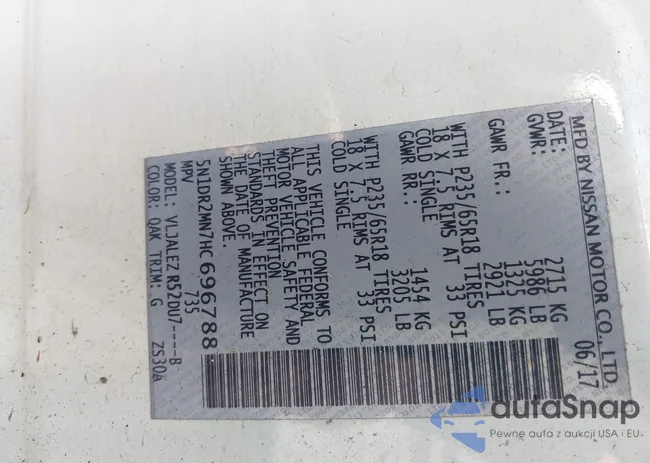 MFD BY NISSAN MOTOR CO., LTD.
DATE: 06/17
GVWR: 2715 KG
5986 LB
GAWR FR.: 1325 KG
2921 LB
WITH P235/65R18 TIRES
18 X 7.5 RIMS AT 33 PSI
COLD SINGLE
GAWR RR.: 1454 KG
3205 LB
WITH P235/65R18 TIRES
18 X 7.5 RIMS AT 33 PSI
COLD SINGLE
THIS VEHICLE CONFORMS TO
ALL APPLICABLE FEDERAL
MOTOR VEHICLE SAFETY AND
THEFT PREVENTION
STANDARDS IN EFFECT ON
THE DATE OF MANUFACTURE
SHOWN ABOVE.
5N1DR2MN7HC696788
MPV 735
MODEL: VLJALEZ R52DU7----B
COLOR: QAK TRIM: G ZS30A
autaSnap
Pewne auta z aukcji USA i EU